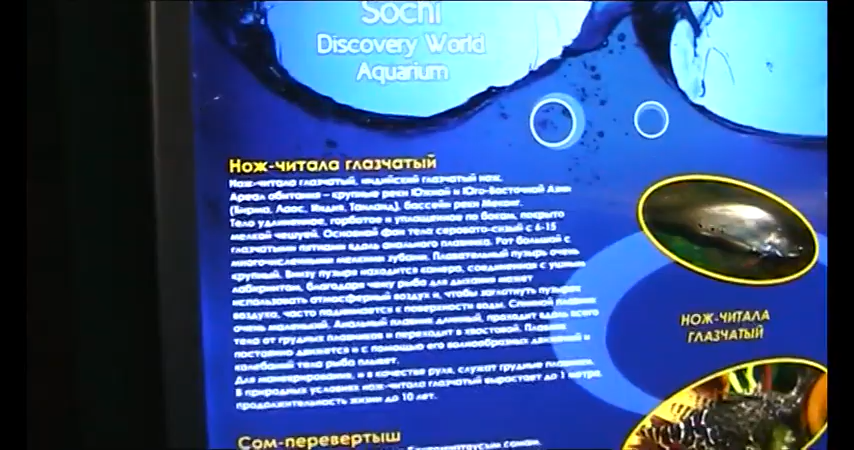 Sochi
Discovery World
Aquarium
Нож-читала глазчатый
Нож-читала глазчатый, индийский глазчатый нож.
Ареал обитания – крупные реки Южной и Юго-Восточной Азии
(Бирма, Лаос, Индия, Таиланд), бассейн реки Меконг.
Тело удлиненное, горбатое и уплощенное по бокам, покрыто
мелкой чешуей. Основной фон тела серовато-сизый с 6-15
глазчатыми пятнами вдоль анального плавника. Рот большой с
многочисленными мелкими зубами. Плавательный пузырь очень
крупный. Внизу пузыря находится камера, соединенная с ушным
лабиринтом, благодаря чему рыба для дыхания может
использовать атмосферный воздух и, чтобы заглотнуть пузырек
воздуха, часто поднимается к поверхности воды. Спинной плавник
очень маленький. Анальный плавник длинный, проходит вдоль всего
тела от грудных плавников и переходит в хвостовой. Плавник
постоянно движется и с помощью его волнообразных движений
колебаний тела рыба плывет.
Для маневрирования, и в качестве руля, служат грудные плавники.
В природных условиях нож-читала глазчатый вырастает до 1 метра,
продолжительность жизни до 10 лет.
НОЖ-ЧИТАЛА
ГЛАЗЧАТЫЙ
Сом-перевертыш
сомам.